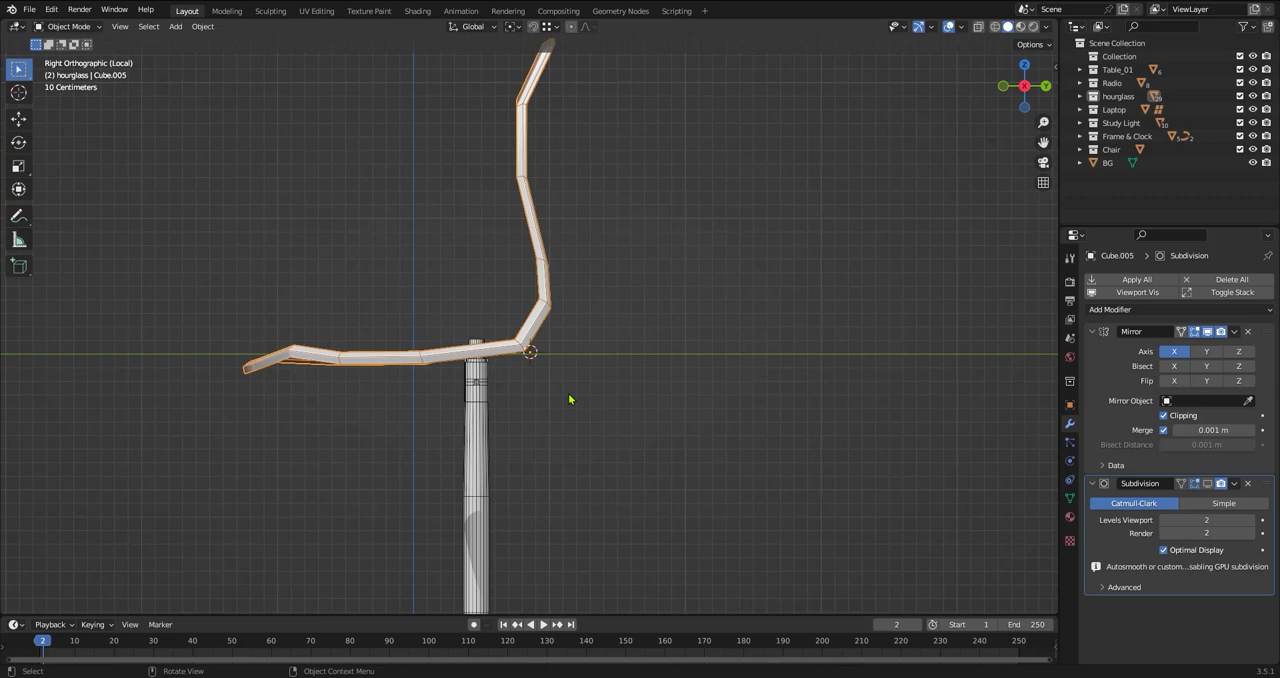 File Edit Render Window Help Layout Modeling Sculpting UV Editing Texture Paint Shading Animation Rendering Compositing Geometry Nodes Scripting + Scene ViewLayer
Object Mode View Select Add Object Global
Options
Right Orthographic (Local)
(2) hourglass | Cube.005
10 Centimeters
Z
X
Y
Scene Collection
Collection
Table_01 6
Radio 8
hourglass 29
Laptop
Study Light 10
Frame & Clock 5 2
Chair
BG
Cube.005 > Subdivision
Apply All Delete All
Viewport Vis Toggle Stack
Add Modifier
Mirror
Axis X Y Z
Bisect X Y Z
Flip X Y Z
Mirror Object
Clipping
Merge 0.001 m
Bisect Distance 0.001 m
Data
Subdivision
Catmull-Clark Simple
Levels Viewport 2
Render 2
Optimal Display
Autosmooth or custom...sabling GPU subdivision
Advanced
Playback Keying View Marker 2 Start 1 End 250
2 10 20 30 40 50 60 70 80 90 100 110 120 130 140 150 160 170 180 190 200 210 220 230 240 250
Select Rotate View Object Context Menu 3.5.1